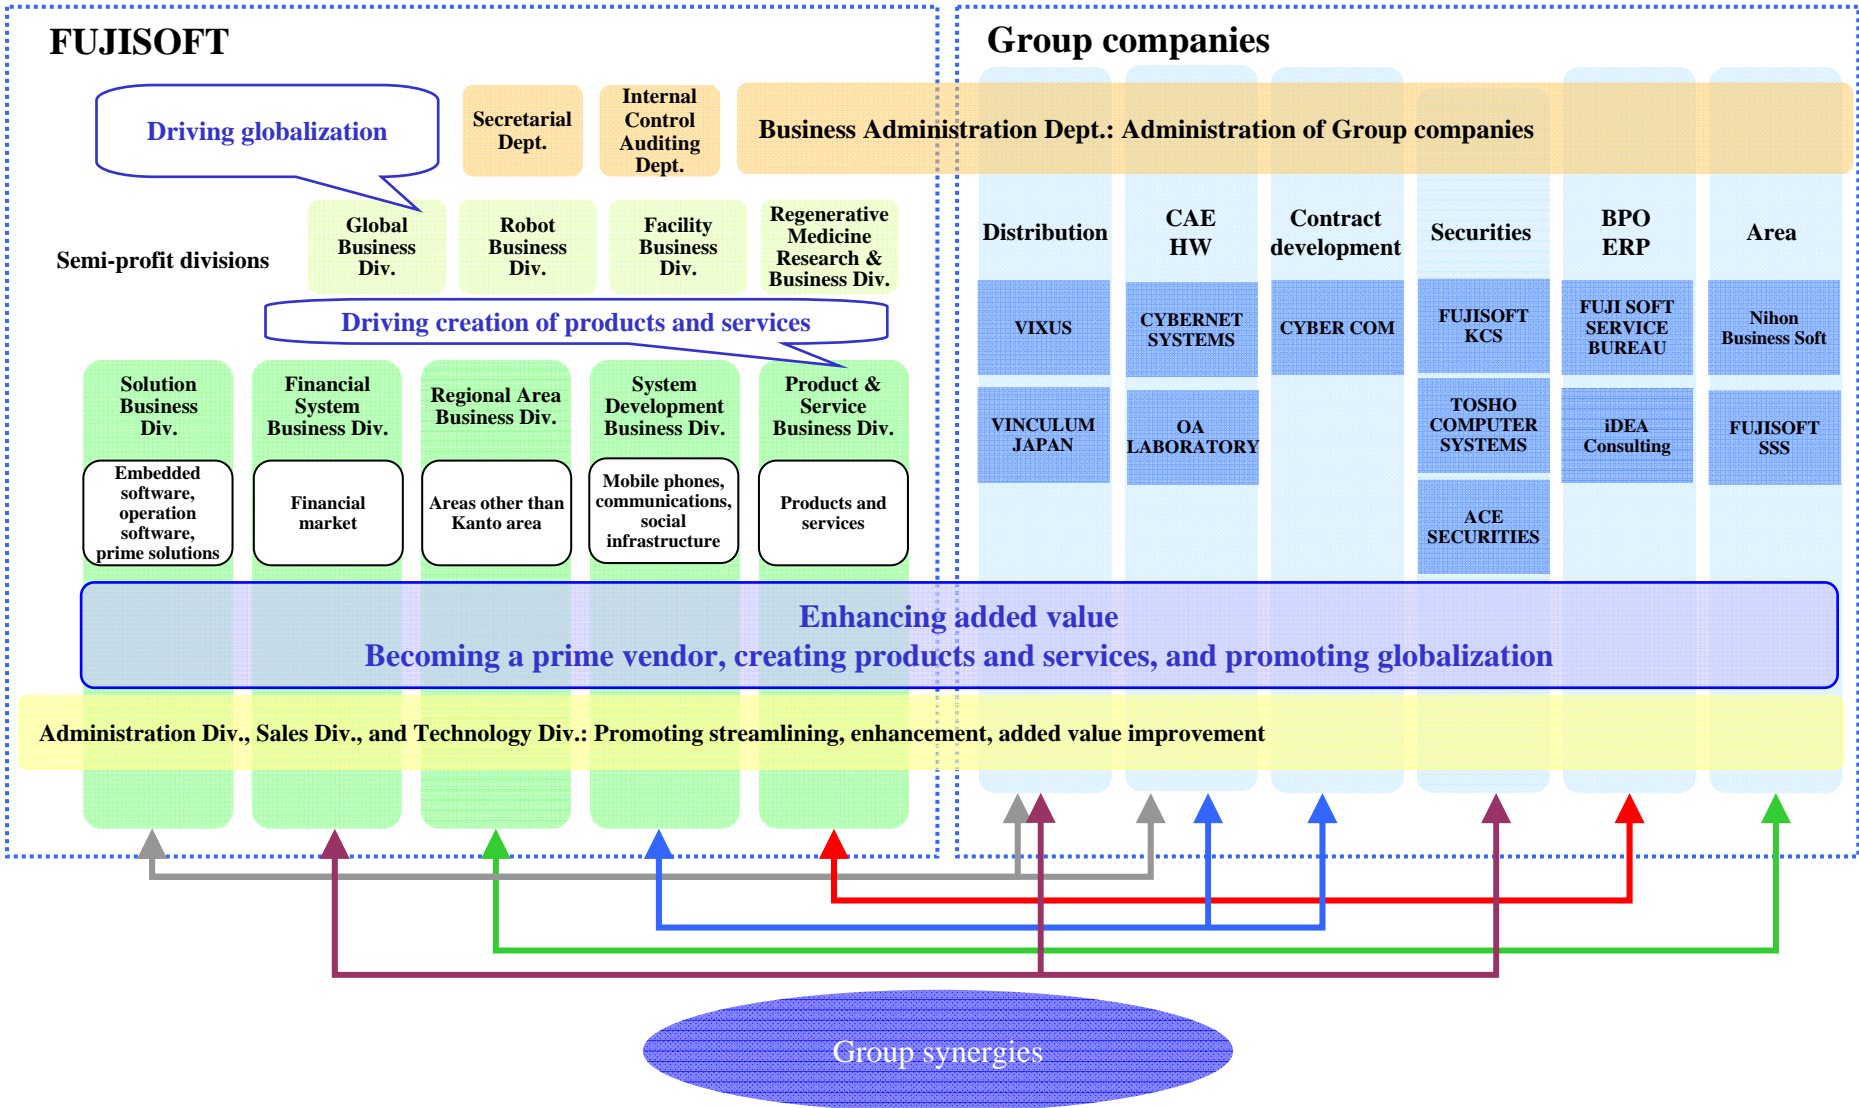 FUJISOFT
Group companies
Driving globalization
Secretarial
Dept.
Internal
Control
Auditing
Dept.
Business Administration Dept.: Administration of Group companies
Semi-profit divisions
Global
Business
Div.
Robot
Business
Div.
Facility
Business
Div.
Regenerative
Medicine
Research &
Business Div.
Driving creation of products and services
Solution
Business
Div.
Financial
System
Business Div.
Regional Area
Business Div.
System
Development
Business Div.
Product &
Service
Business Div.
Embedded
software,
operation
software,
prime solutions
Financial
market
Areas other than
Kanto area
Mobile phones,
communications,
social
infrastructure
Products and
services
Distribution
CAE
HW
Contract
development
Securities
BPO
ERP
Area
VIXUS
CYBERNET
SYSTEMS
CYBER COM
FUJISOFT
KCS
FUJI SOFT
SERVICE
BUREAU
Nihon
Business Soft
VINCULUM
JAPAN
OA
LABORATORY
TOSHO
COMPUTER
SYSTEMS
iDEA
Consulting
FUJISOFT
SSS
ACE
SECURITIES
Enhancing added value
Becoming a prime vendor, creating products and services, and promoting globalization
Administration Div., Sales Div., and Technology Div.: Promoting streamlining, enhancement, added value improvement
Group synergies